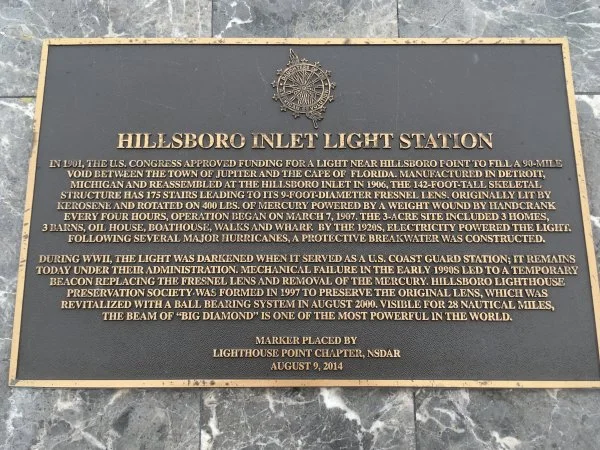 HILLSBORO INLET LIGHT STATION
IN 1901, THE U.S. CONGRESS APPROVED FUNDING FOR A LIGHT NEAR HILLSBORO POINT TO FILL A 90-MILE
VOID BETWEEN THE TOWN OF JUPITER AND THE CAPE OF FLORIDA. MANUFACTURED IN DETROIT,
MICHIGAN AND REASSEMBLED AT THE HILLSBORO INLET IN 1906, THE 142-FOOT-TALL SKELETAL
STRUCTURE HAS 175 STAIRS LEADING TO ITS 9-FOOT-DIAMETER FRESNEL LENS. ORIGINALLY LIT BY
KEROSENE AND ROTATED ON 400 LBS. OF MERCURY POWERED BY A WEIGHT WOUND BY HANDCRANK
EVERY FOUR HOURS, OPERATION BEGAN ON MARCH 7, 1907. THE 3-ACRE SITE INCLUDED 3 HOMES,
3 BARNS, OIL HOUSE, BOATHOUSE, WALKS AND WHARF. BY THE 1920S, ELECTRICITY POWERED THE LIGHT.
FOLLOWING SEVERAL MAJOR HURRICANES, A PROTECTIVE BREAKWATER WAS CONSTRUCTED.
DURING WWII, THE LIGHT WAS DARKENED WHEN IT SERVED AS A U.S. COAST GUARD STATION; IT REMAINS
TODAY UNDER THEIR ADMINISTRATION. MECHANICAL FAILURE IN THE EARLY 1990S LED TO A TEMPORARY
BEACON REPLACING THE FRESNEL LENS AND REMOVAL OF THE MERCURY. HILLSBORO LIGHTHOUSE
PRESERVATION SOCIETY WAS FORMED IN 1997 TO PRESERVE THE ORIGINAL LENS, WHICH WAS
REVITALIZED WITH A BALL BEARING SYSTEM IN AUGUST 2000. VISIBLE FOR 28 NAUTICAL MILES,
THE BEAM OF "BIG DIAMOND" IS ONE OF THE MOST POWERFUL IN THE WORLD.
MARKER PLACED BY
LIGHTHOUSE POINT CHAPTER, NSDAR
AUGUST 9, 2014